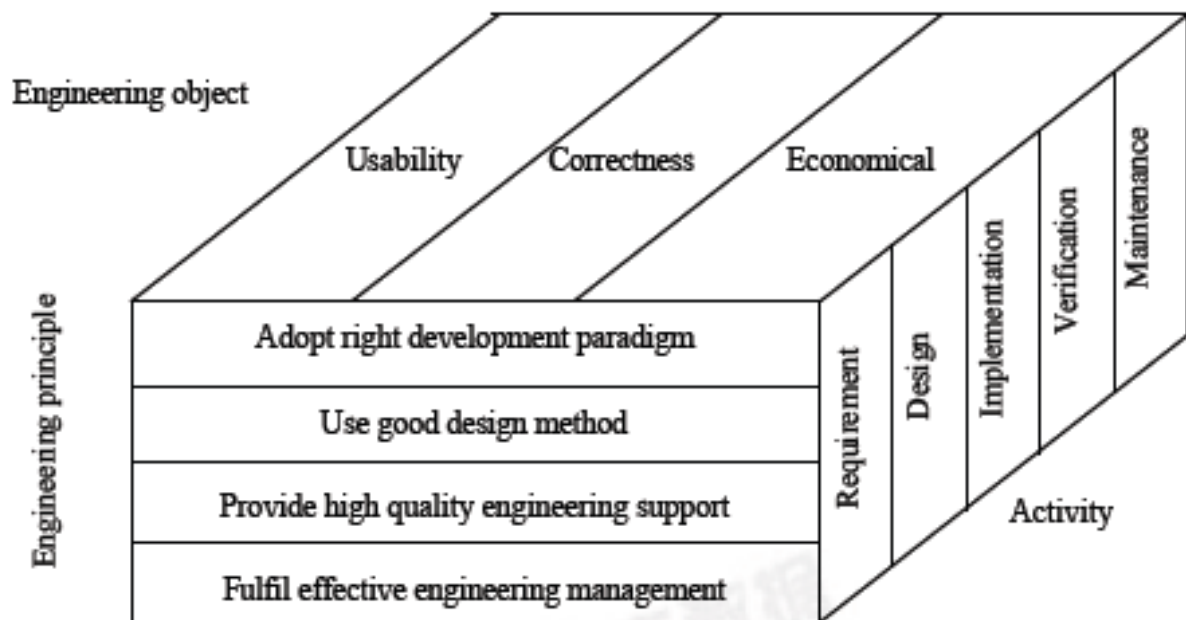 Engineering object
Usability
Correctness
Economical
Engineering principle
Adopt right development paradigm
Use good design method
Provide high quality engineering support
Fulfil effective engineering management
Requirement
Design
Implementation
Verification
Maintenance
Activity